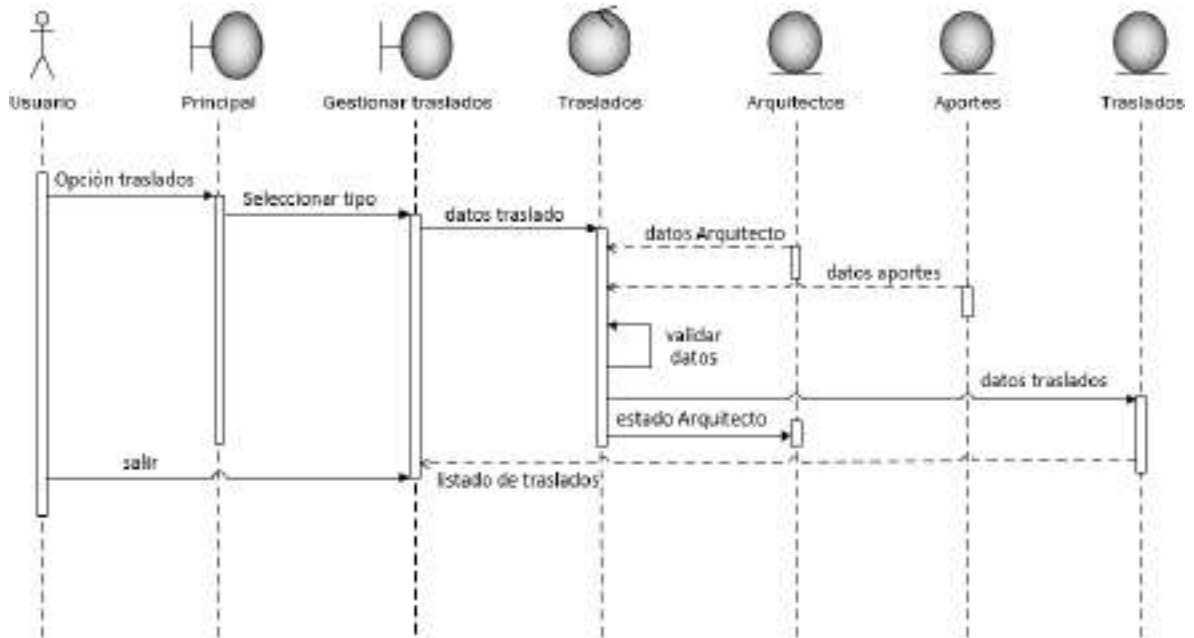 Usuario
Principal
Gestionar traslados
Traslados
Arquitectos
Aportes
Traslados
Opción traslados
Seleccionar tipo
datos traslado
datos Arquitecto
datos aportes
validar
datos
datos traslados
estado Arquitecto
salir
listado de traslados